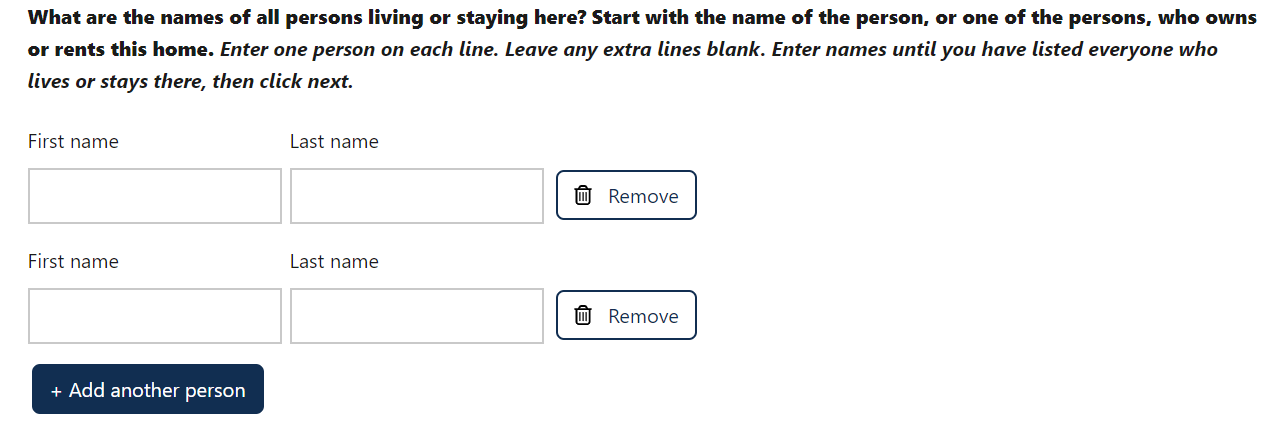 What are the names of all persons living or staying here? Start with the name of the person, or one of the persons, who owns
or rents this home. Enter one person on each line. Leave any extra lines blank. Enter names until you have listed everyone who
lives or stays there, then click next.
First name Last name
Remove
First name Last name
Remove
+ Add another person